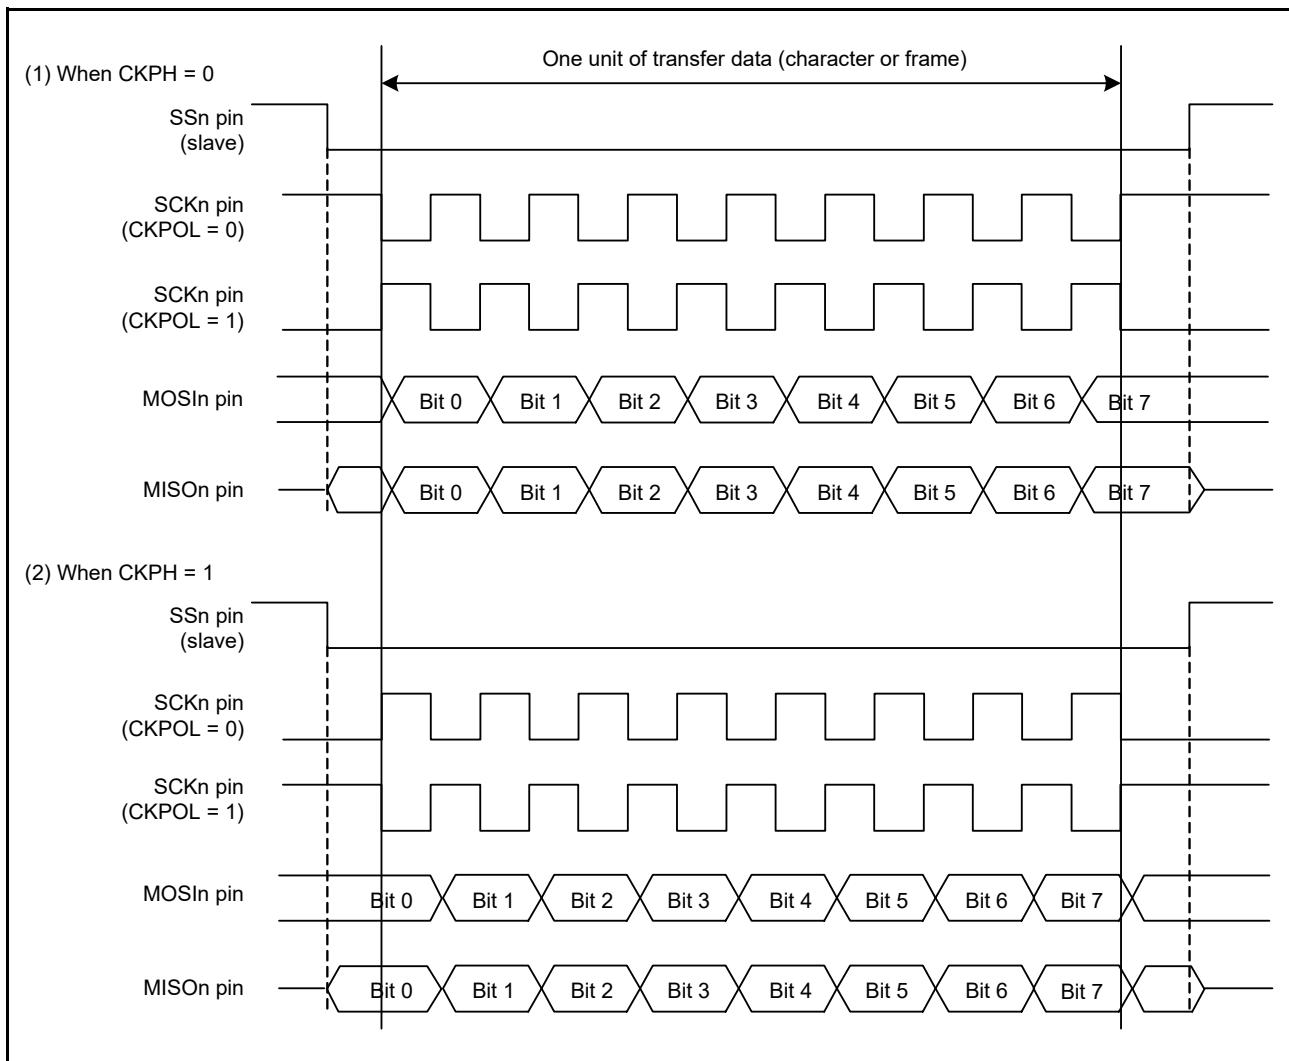 One unit of transfer data (character or frame)
(1) When CKPH = 0
SSn pin
(slave)
SCKn pin
(CKPOL = 0)
SCKn pin
(CKPOL = 1)
MOSIn pin
Bit 0 Bit 1 Bit 2 Bit 3 Bit 4 Bit 5 Bit 6 Bit 7
MISOn pin
Bit 0 Bit 1 Bit 2 Bit 3 Bit 4 Bit 5 Bit 6 Bit 7
(2) When CKPH = 1
SSn pin
(slave)
SCKn pin
(CKPOL = 0)
SCKn pin
(CKPOL = 1)
MOSIn pin
Bit 0 Bit 1 Bit 2 Bit 3 Bit 4 Bit 5 Bit 6 Bit 7
MISOn pin
Bit 0 Bit 1 Bit 2 Bit 3 Bit 4 Bit 5 Bit 6 Bit 7